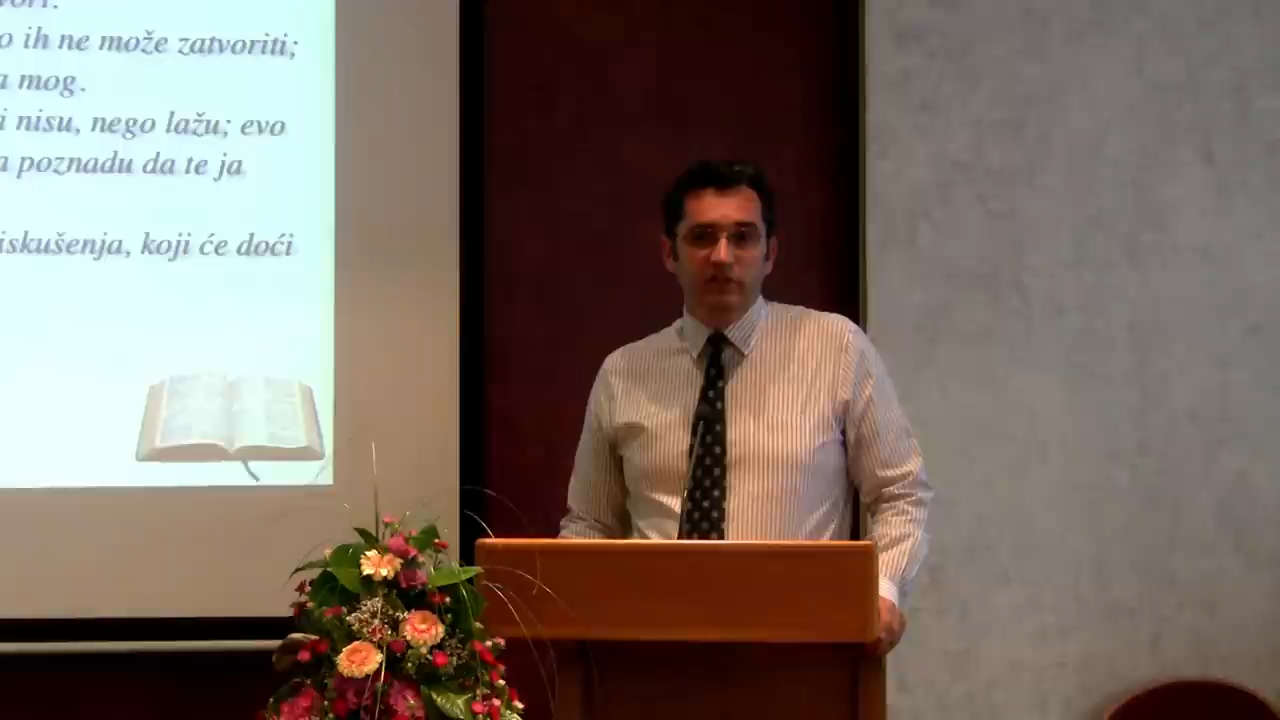 o ih ne može zatvoriti;
a mog.
i nisu, nego lažu; evo
a poznadu da te ja
iskušenja, koji će doći